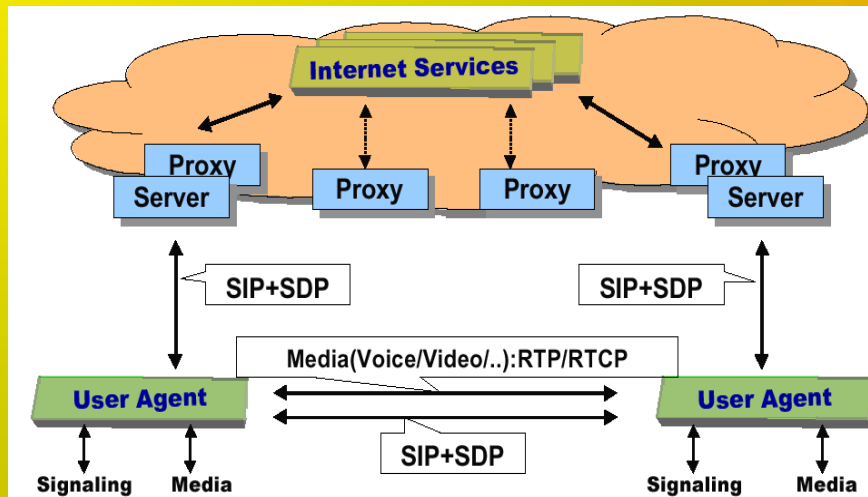 Internet Services
Proxy
Server
Proxy
Proxy
Proxy
Server
SIP+SDP
SIP+SDP
Media(Voice/Video/..):RTP/RTCP
User Agent
User Agent
SIP+SDP
Signaling
Media
Signaling
Media